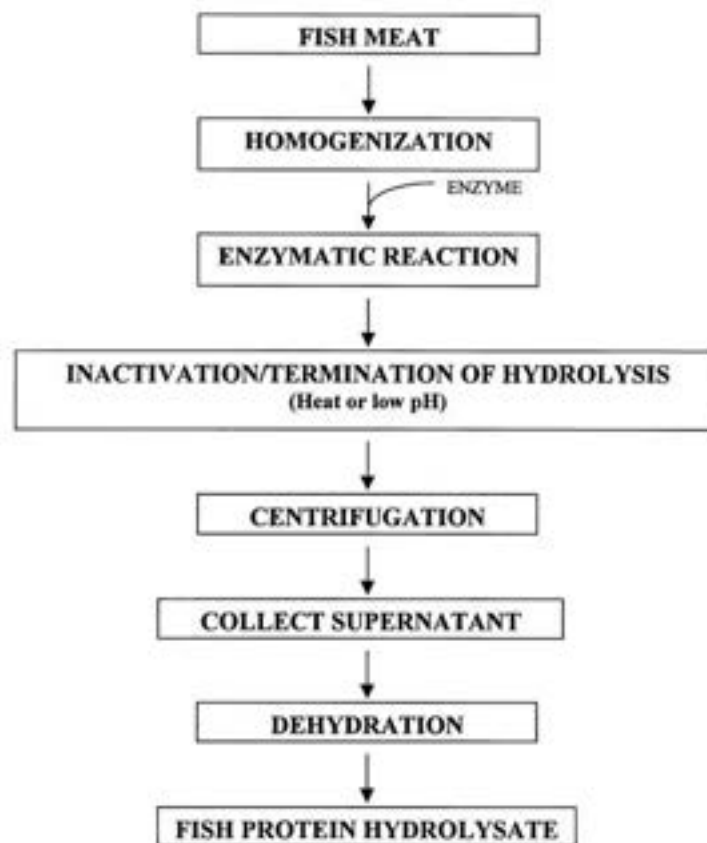 FISH MEAT
HOMOGENIZATION
ENZYME
ENZYMATIC REACTION
INACTIVATION/TERMINATION OF HYDROLYSIS
(Heat or low pH)
CENTRIFUGATION
COLLECT SUPERNATANT
DEHYDRATION
FISH PROTEIN HYDROLYSATE